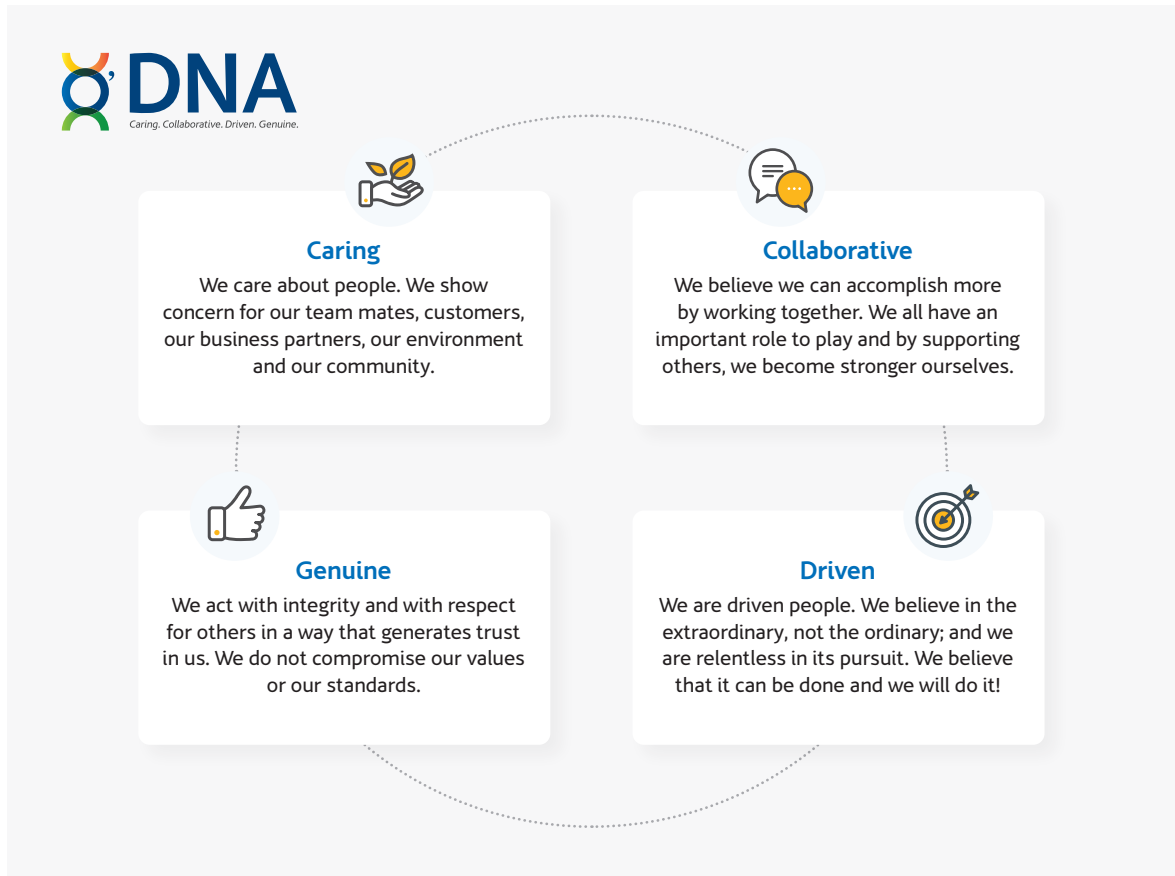 O'DNA
Caring. Collaborative. Driven. Genuine.
Caring
We care about people. We show
concern for our team mates, customers,
our business partners, our environment
and our community.
Collaborative
We believe we can accomplish more
by working together. We all have an
important role to play and by supporting
others, we become stronger ourselves.
Genuine
We act with integrity and with respect
for others in a way that generates trust
in us. We do not compromise our values
or our standards.
Driven
We are driven people. We believe in the
extraordinary, not the ordinary; and we
are relentless in its pursuit. We believe
that it can be done and we will do it!